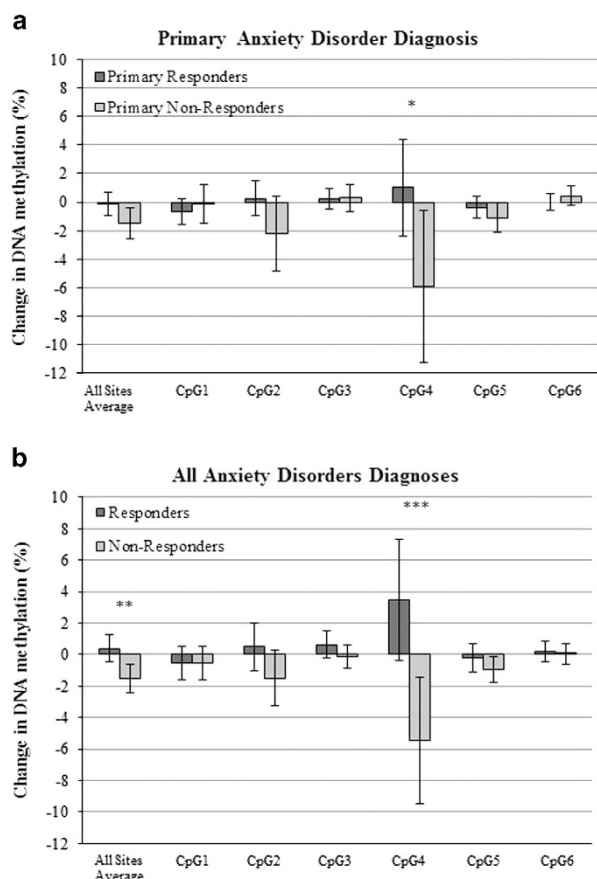 a
Primary Anxiety Disorder Diagnosis
10
8
6
4
2
0
-2
-4
-6
-8
-10
-12
Change in DNA methylation (%)
Primary Responders
Primary Non-Responders
*
All Sites Average
CpG1
CpG2
CpG3
CpG4
CpG5
CpG6
b
All Anxiety Disorders Diagnoses
10
8
6
4
2
0
-2
-4
-6
-8
-10
-12
Change in DNA methylation (%)
Responders
Non-Responders
**
***
All Sites Average
CpG1
CpG2
CpG3
CpG4
CpG5
CpG6